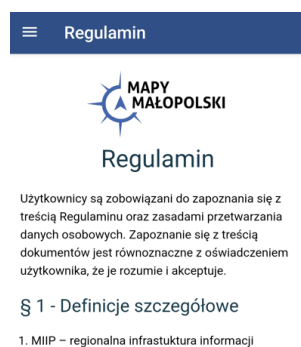 Regulamin
MAPY
MAŁOPOLSKI
Regulamin
Użytkownicy są zobowiązani do zapoznania się z
treścią Regulaminu oraz zasadami przetwarzania
danych osobowych. Zapoznanie się z treścią
dokumentów jest równoznaczne z oświadczeniem
użytkownika, że je rozumie i akceptuje.
§ 1 - Definicje szczegółowe
1. MIIP – regionalna infrastuktura informacji